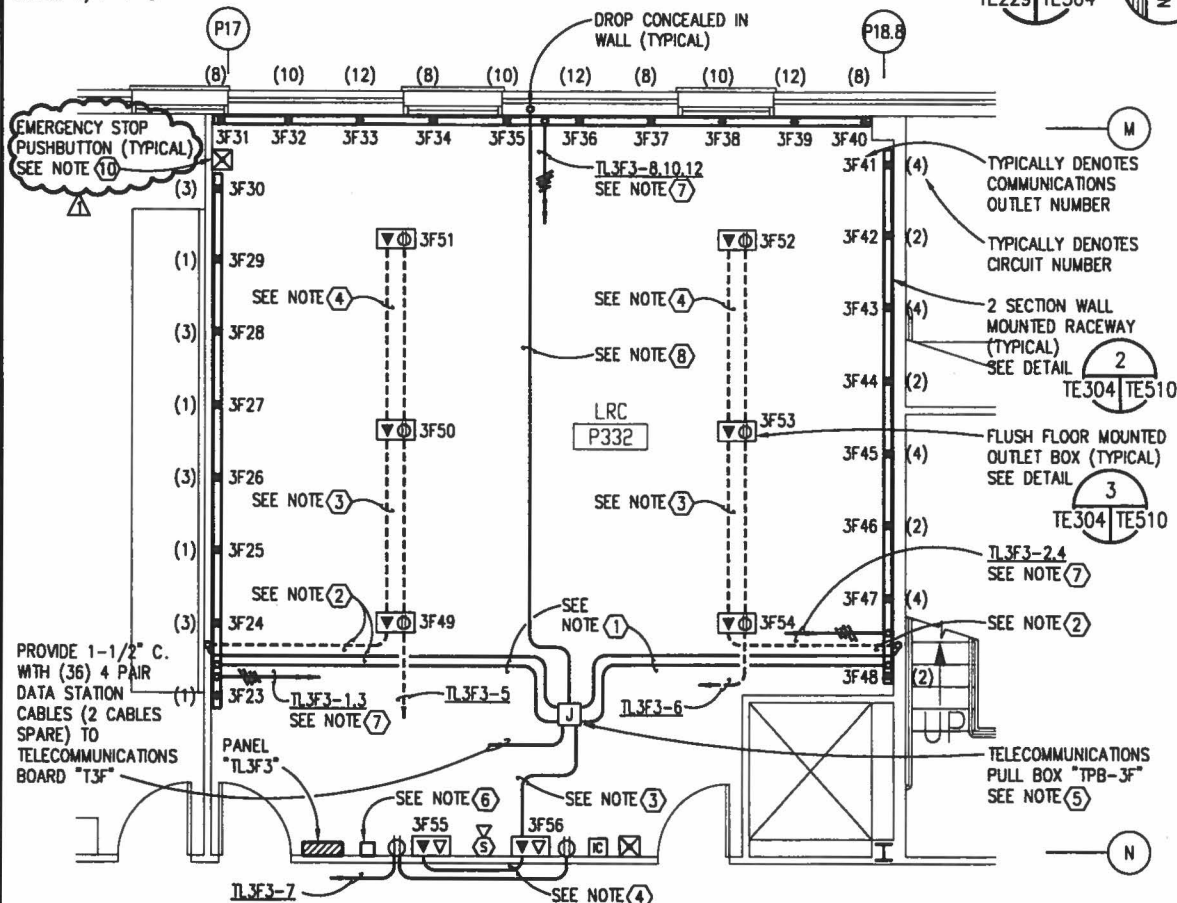 TE229 TE304
N
P17
DROP CONCEALED IN
WALL (TYPICAL)
P18.8
(8) (10) (12) (8) (10) (12) (8) (10) (12) (8)
EMERGENCY STOP
PUSHBUTTON (TYPICAL)
SEE NOTE 10
1
3F31 3F32 3F33 3F34 3F35 3F36 3F37 3F38 3F39 3F40
M
TL3F3-8,10,12
SEE NOTE 7
3F41 (4)
TYPICALLY DENOTES
COMMUNICATIONS
OUTLET NUMBER
(3) 3F30
3F51
3F52
3F42 (2)
TYPICALLY DENOTES
CIRCUIT NUMBER
(1) 3F29
SEE NOTE 4
SEE NOTE 4
3F43 (4)
2 SECTION WALL
MOUNTED RACEWAY
(TYPICAL)
SEE DETAIL
2
TE304 TE510
(3) 3F28
SEE NOTE 8
3F44 (2)
(1) 3F27
LRC
P332
3F50
3F53
FLUSH FLOOR MOUNTED
OUTLET BOX (TYPICAL)
SEE DETAIL
3
TE304 TE510
3F45 (4)
(3) 3F26
SEE NOTE 3
SEE NOTE 3
3F46 (2)
(1) 3F25
TL3F3-2,4
SEE NOTE 7
SEE NOTE 2
SEE
NOTE 1
3F47 (4)
(3) 3F24
3F49
3F54
SEE NOTE 2
PROVIDE 1-1/2" C.
WITH (36) 4 PAIR
DATA STATION
CABLES (2 CABLES
SPARE) TO
TELECOMMUNICATIONS
BOARD "T3F"
(1) 3F23
TL3F3-1,3
SEE NOTE 7
TL3F3-5
J
TL3F3-6
3F48 (2)
UP
PANEL
"TL3F3"
TELECOMMUNICATIONS
PULL BOX "TPB-3F"
SEE NOTE 5
SEE NOTE 6
SEE NOTE 3
3F55
S
3F56
IC
N
TL3F3-7
SEE NOTE 4